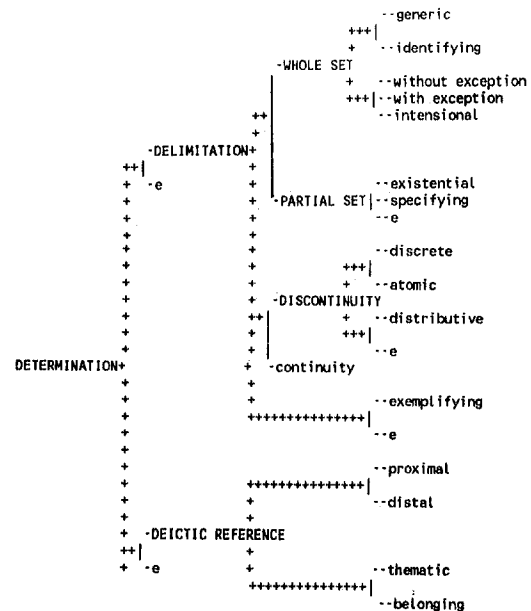 --generic
+++|
+ --identifying
-WHOLE SET +
+ --without exception
+++|--with exception
++ --intensional
+
-DELIMITATION+
++| +
+ -e + --existential
+ + -PARTIAL SET|--specifying
+ + --e
+ +
+ + --discrete
+ + +++|
+ + + --atomic
+ + -DISCONTINUITY
+ ++ + --distributive
+ + +++|
+ + --e
DETERMINATION+ + -continuity
+ +
+ + --exemplifying
+ +++++++++++++++|
+ --e
+
+ --proximal
+ +++++++++++++++|
+ + --distal
+ +
+ -DEICTIC REFERENCE
++| +
+ -e + --thematic
+++++++++++++++|
--belonging